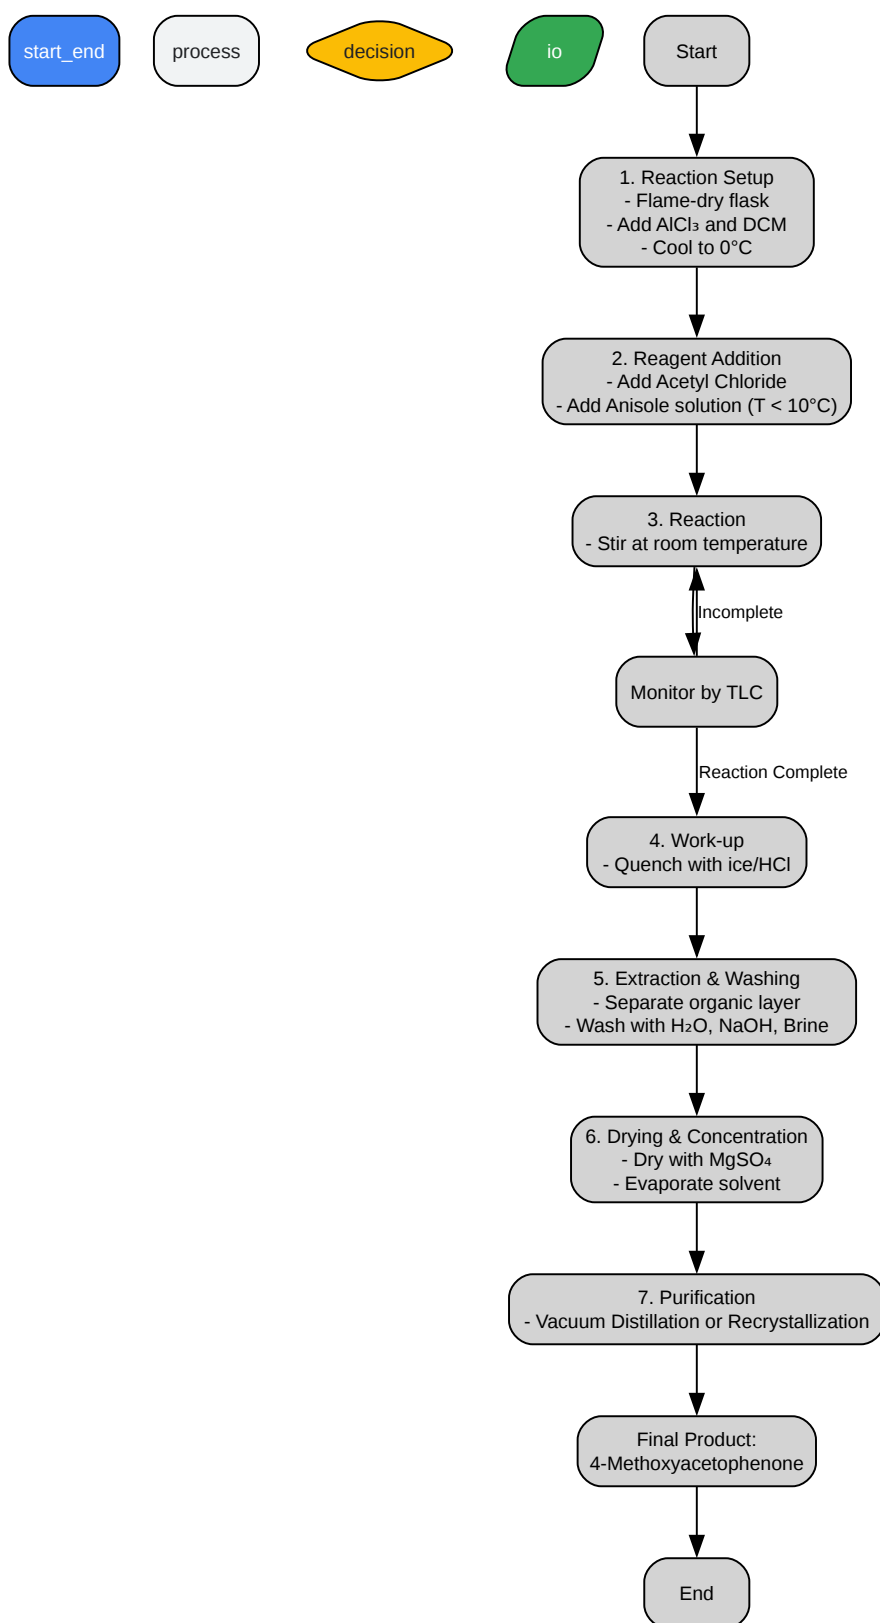 start_end
process
decision
io
Start
1. Reaction Setup
- Flame-dry flask
- Add AlCl₃ and DCM
- Cool to 0°C
2. Reagent Addition
- Add Acetyl Chloride
- Add Anisole solution (T < 10°C)
3. Reaction
- Stir at room temperature
Incomplete
Monitor by TLC
Reaction Complete
4. Work-up
- Quench with ice/HCl
5. Extraction & Washing
- Separate organic layer
- Wash with H₂O, NaOH, Brine
6. Drying & Concentration
- Dry with MgSO₄
- Evaporate solvent
7. Purification
- Vacuum Distillation or Recrystallization
Final Product:
4-Methoxyacetophenone
End